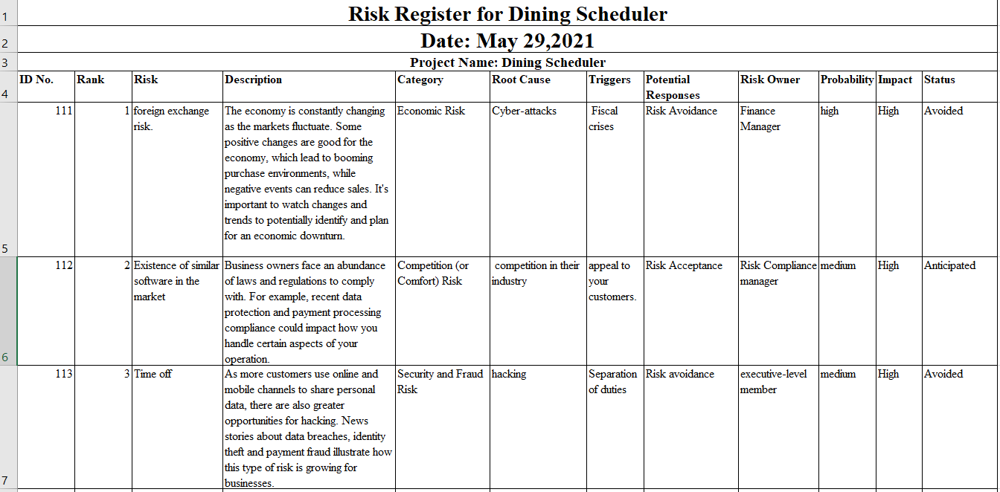 1 Risk Register for Dining Scheduler
2 Date: May 29,2021
3 Project Name: Dining Scheduler
4 ID No. Rank Risk Description Category Root Cause Triggers Potential Responses Risk Owner Probability Impact Status
5
111
1
foreign exchange
risk.
The economy is constantly changing
as the markets fluctuate. Some
positive changes are good for the
economy, which lead to booming
purchase environments, while
negative events can reduce sales. It's
important to watch changes and
trends to potentially identify and plan
for an economic downturn.
Economic Risk
Cyber-attacks
Fiscal
crises
Risk Avoidance
Finance
Manager
high
High
Avoided
6
112
2
Existence of similar
software in the
market
Business owners face an abundance
of laws and regulations to comply
with. For example, recent data
protection and payment processing
compliance could impact how you
handle certain aspects of your
operation.
Competition (or
Comfort) Risk
competition in their
industry
appeal to
your
customers.
Risk Acceptance
Risk Compliance
manager
medium
High
Anticipated
7
113
3
Time off
As more customers use online and
mobile channels to share personal
data, there are also greater
opportunities for hacking. News
stories about data breaches, identity
theft and payment fraud illustrate how
this type of risk is growing for
businesses.
Security and Fraud
Risk
hacking
Separation
of duties
Risk avoidance
executive-level
member
medium
High
Avoided